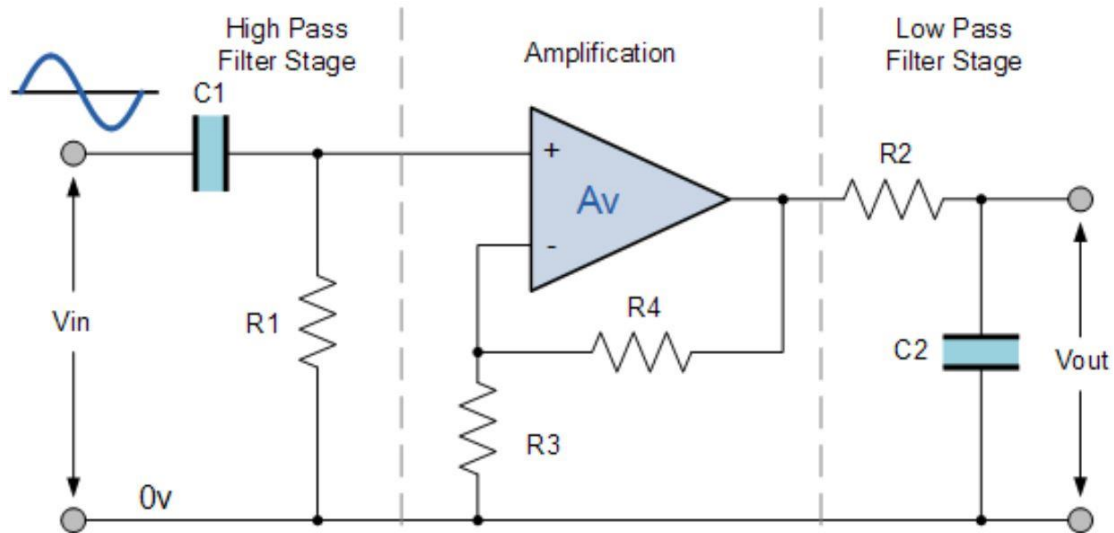 High Pass
Filter Stage
Amplification
Low Pass
Filter Stage
C1
R2
+
Av
-
R4
R1
Vin
C2
Vout
R3
0v